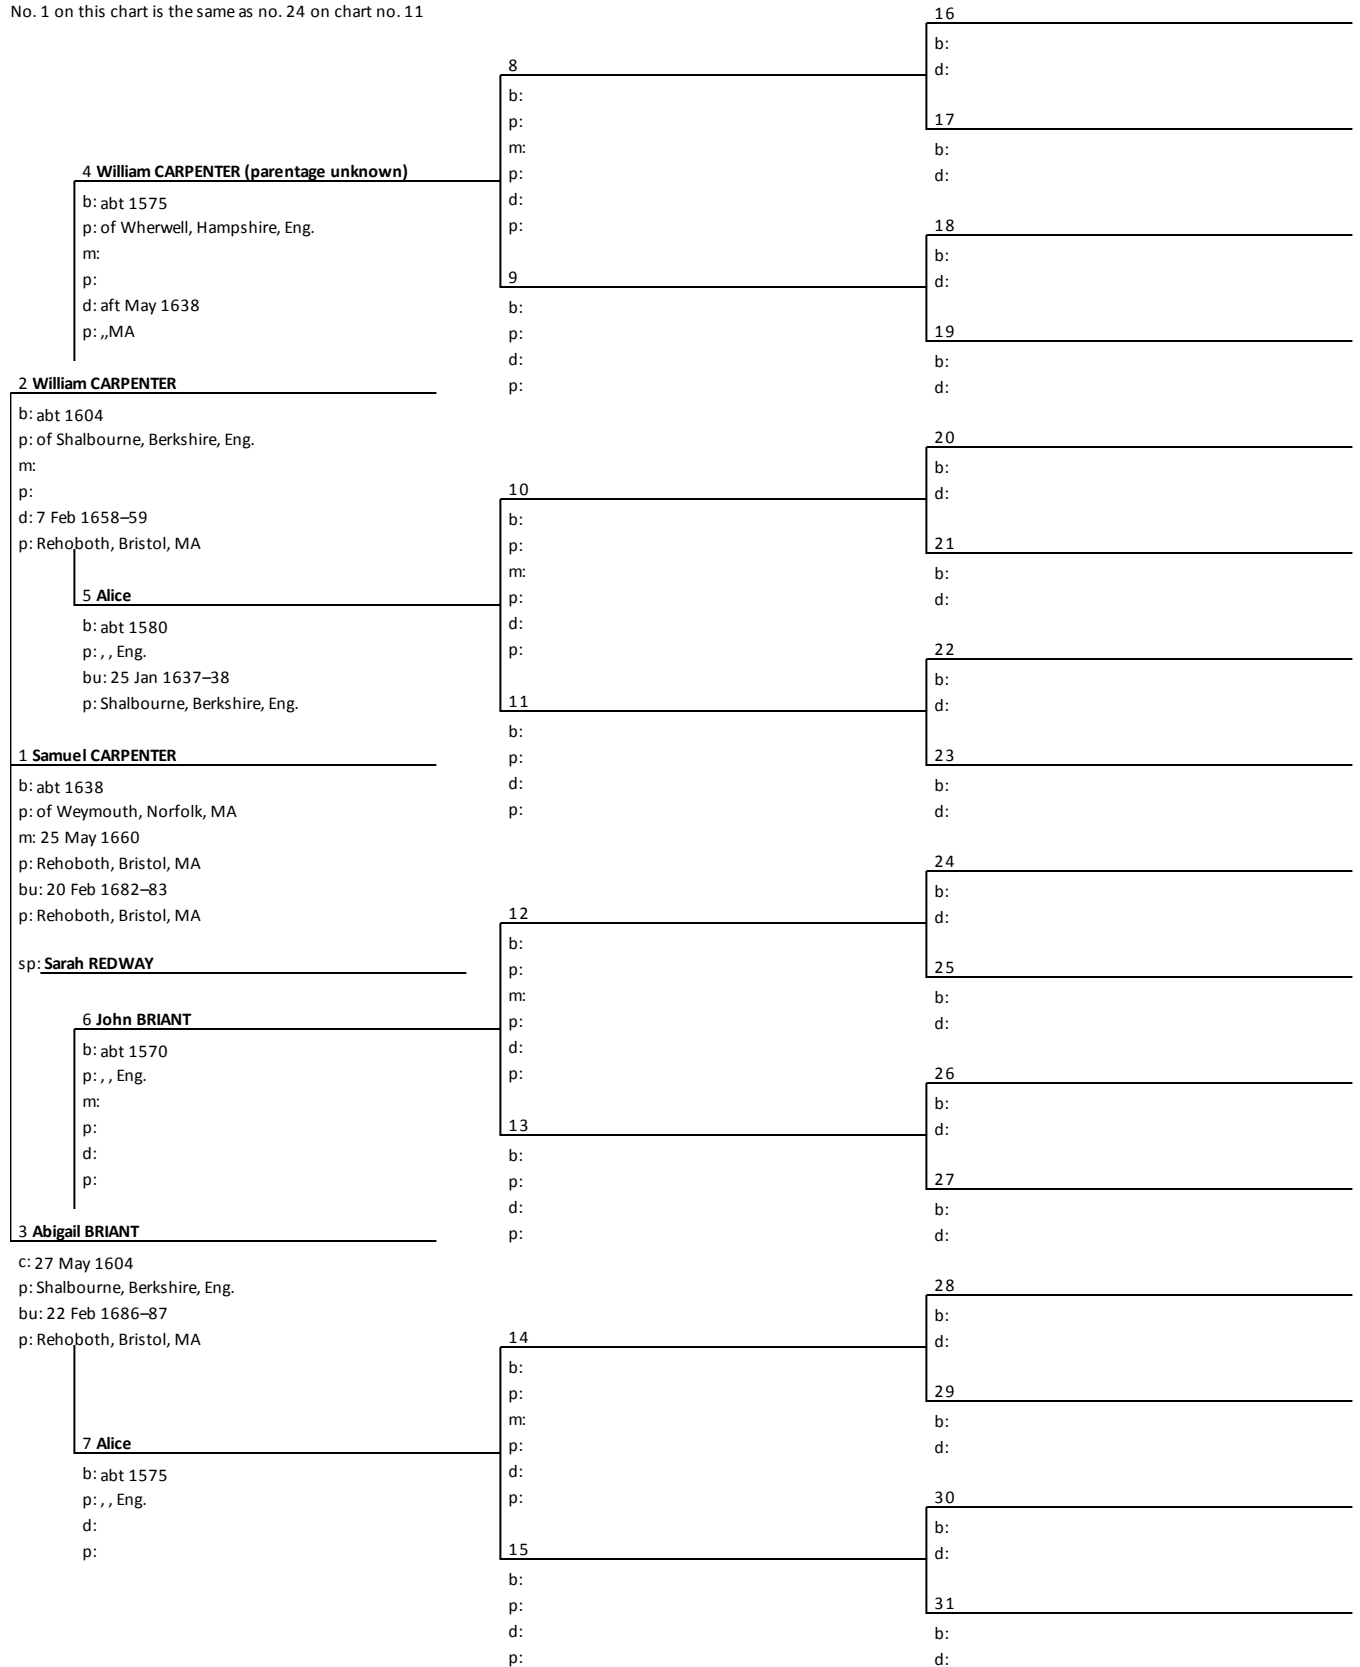 No. 1 on this chart is the same as no. 24 on chart no. 11
4 William CARPENTER (parentage unknown)
b: abt 1575
p: of Wherwell, Hampshire, Eng.
m:
p:
d: aft May 1638
p: ,,MA
2 William CARPENTER
b: abt 1604
p: of Shalbourne, Berkshire, Eng.
m:
p:
d: 7 Feb 1658–59
p: Rehoboth, Bristol, MA
5 Alice
b: abt 1580
p: , , Eng.
bu: 25 Jan 1637–38
p: Shalbourne, Berkshire, Eng.
1 Samuel CARPENTER
b: abt 1638
p: of Weymouth, Norfolk, MA
m: 25 May 1660
p: Rehoboth, Bristol, MA
bu: 20 Feb 1682–83
p: Rehoboth, Bristol, MA
sp: Sarah REDWAY
6 John BRIANT
b: abt 1570
p: , , Eng.
m:
p:
d:
p:
3 Abigail BRIANT
c: 27 May 1604
p: Shalbourne, Berkshire, Eng.
bu: 22 Feb 1686–87
p: Rehoboth, Bristol, MA
7 Alice
b: abt 1575
p: , , Eng.
d:
p:
8
b:
p:
m:
p:
d:
p:
9
b:
p:
d:
p:
10
b:
p:
m:
p:
d:
p:
11
b:
p:
d:
p:
12
b:
p:
m:
p:
d:
p:
13
b:
p:
d:
p:
14
b:
p:
m:
p:
d:
p:
15
b:
p:
d:
p:
16
b:
d:
17
b:
d:
18
b:
d:
19
b:
d:
20
b:
d:
21
b:
d:
22
b:
d:
23
b:
d:
24
b:
d:
25
b:
d:
26
b:
d:
27
b:
d:
28
b:
d:
29
b:
d:
30
b:
d:
31
b:
d: